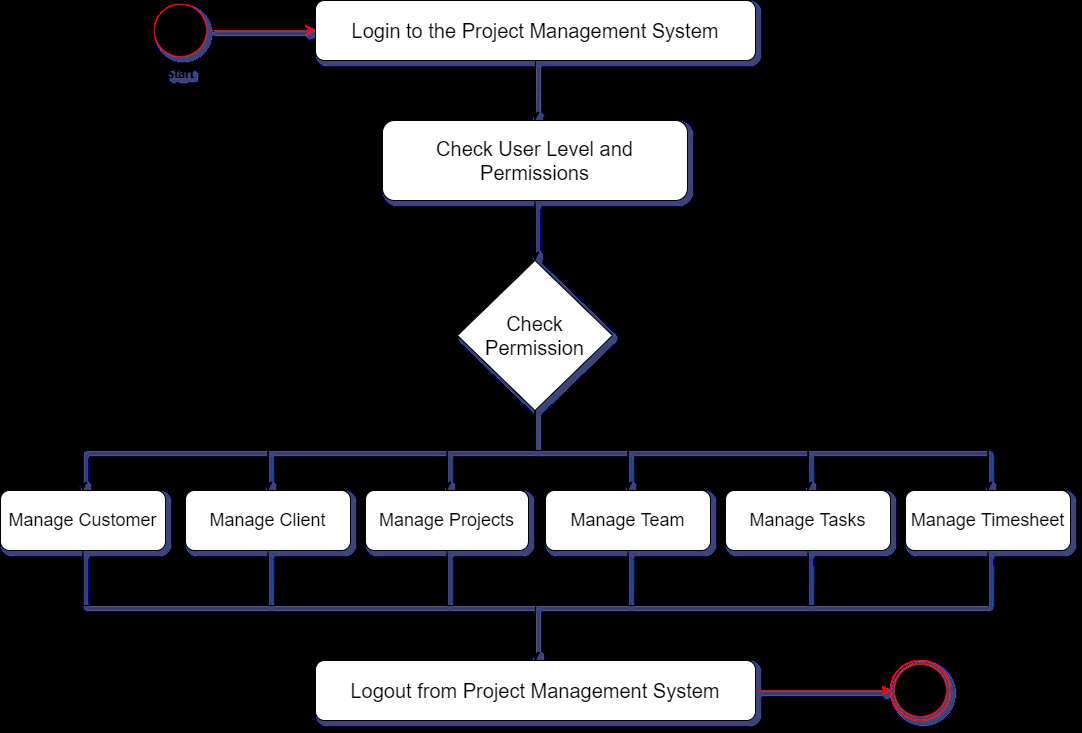 Login to the Project Management System
Start
Check User Level and
Permissions
Check
Permission
Manage Customer
Manage Client
Manage Projects
Manage Team
Manage Tasks
Manage Timesheet
Logout from Project Management System